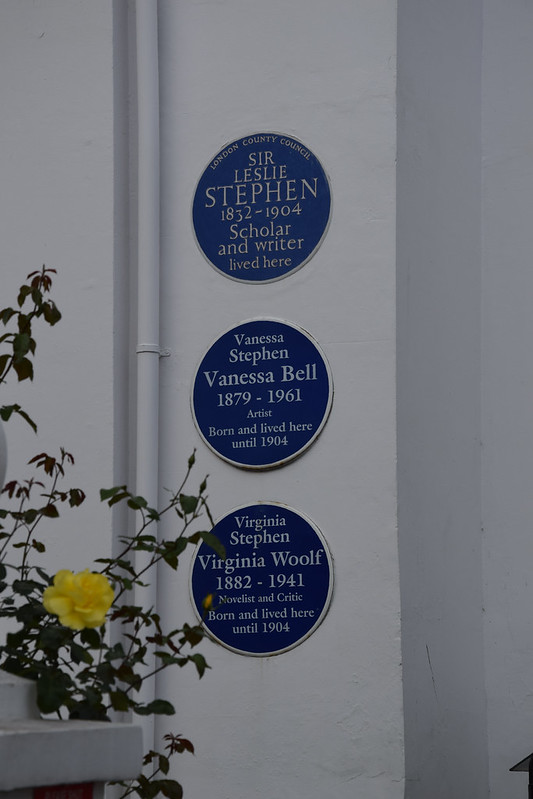 LONDON COUNTY COUNCIL
SIR
LESLIE
STEPHEN
1832-1904
Scholar
and writer
lived here
Vanessa
Stephen
Vanessa Bell
1879 - 1961
Artist
Born and lived here
until 1904
Virginia
Stephen
Virginia Woolf
1882 - 1941
Novelist and Critic
Born and lived here
until 1904